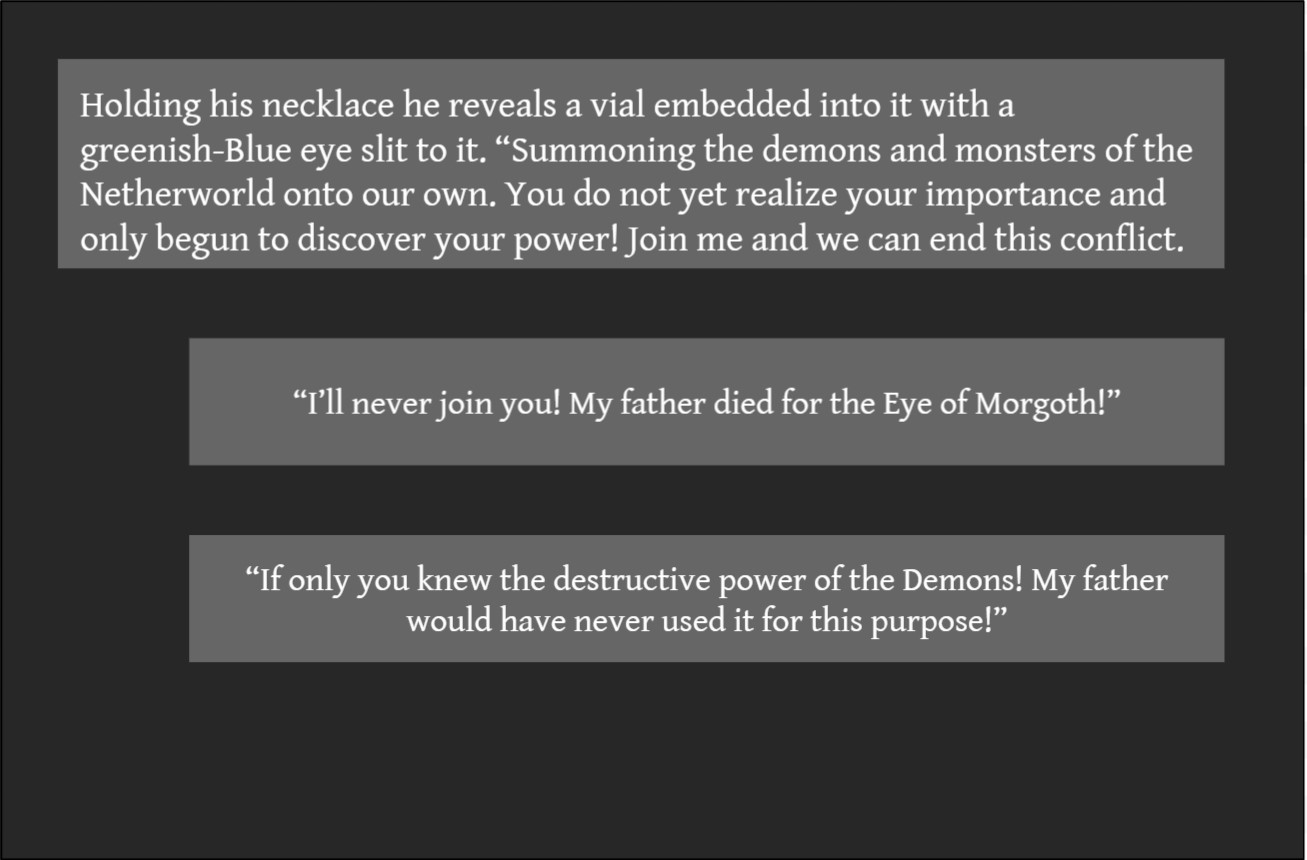 Holding his necklace he reveals a vial embedded into it with a
greenish-Blue eye slit to it. “Summoning the demons and monsters of the
Netherworld onto our own. You do not yet realize your importance and
only begun to discover your power! Join me and we can end this conflict.
“I’ll never join you! My father died for the Eye of Morgoth!”
“If only you knew the destructive power of the Demons! My father
would have never used it for this purpose!”